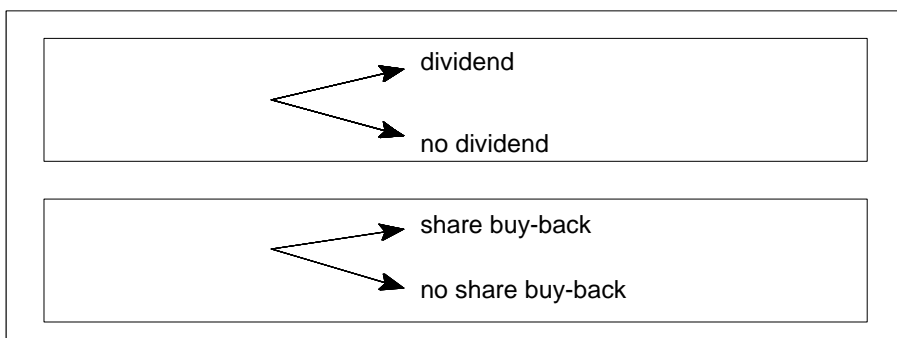 dividend
no dividend
share buy-back
no share buy-back